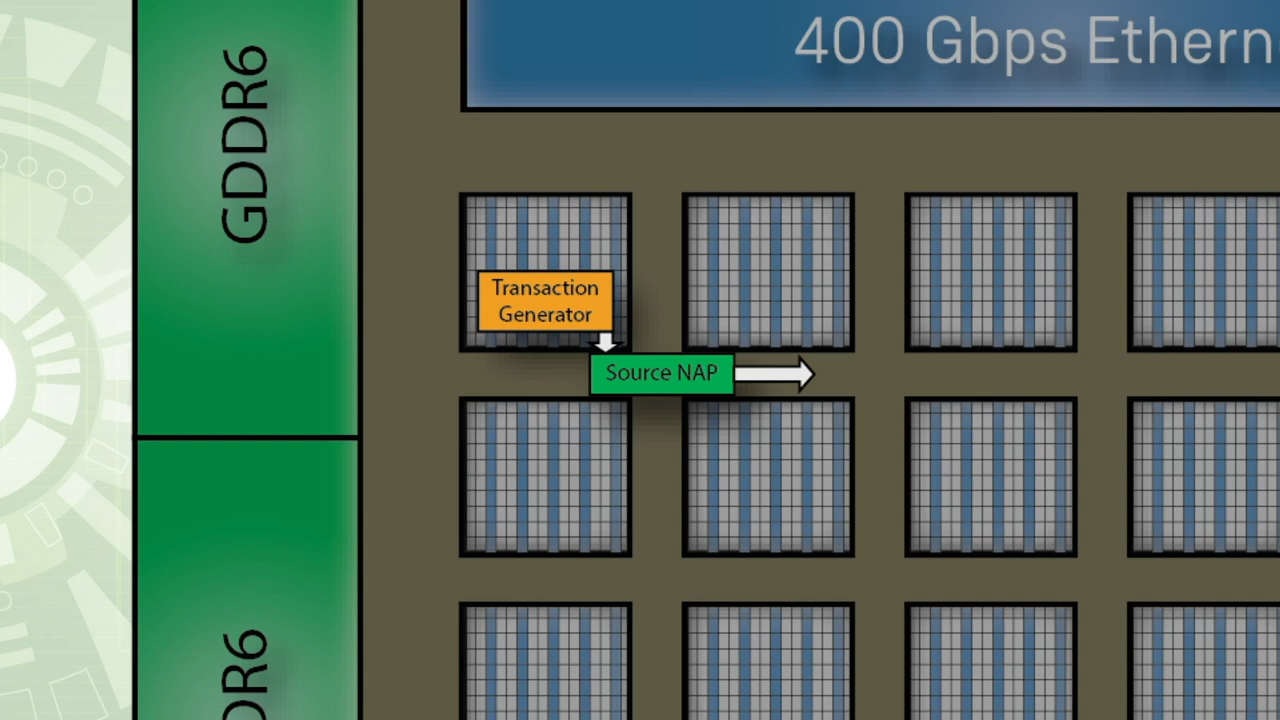 400 Gbps Ethern
GDDR6
Transaction
Generator
Source NAP
DR6